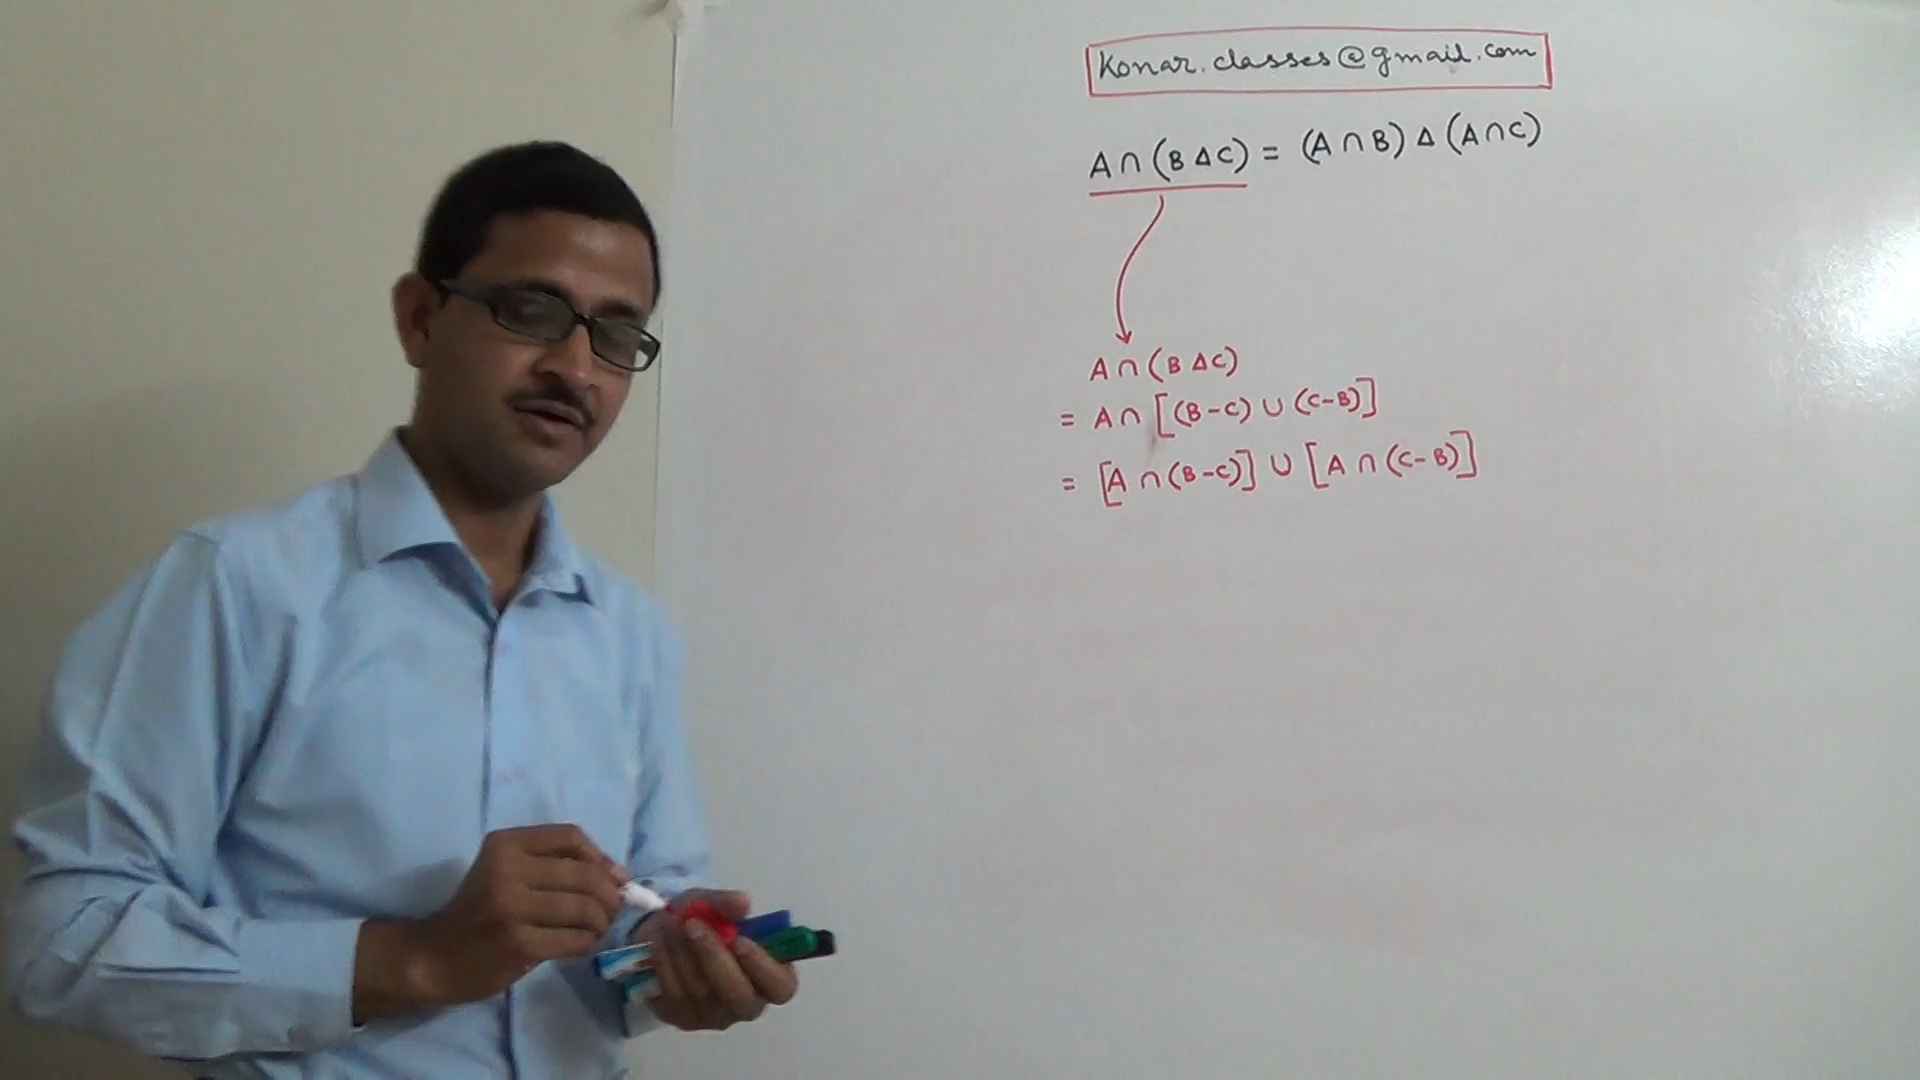 Konar.classes@gmail.com
A ∩ (B Δ C) = (A ∩ B) Δ (A ∩ C)
A ∩ (B Δ C)
= A ∩ [(B - C) ∪ (C - B)]
= [A ∩ (B - C)] ∪ [A ∩ (C - B)]